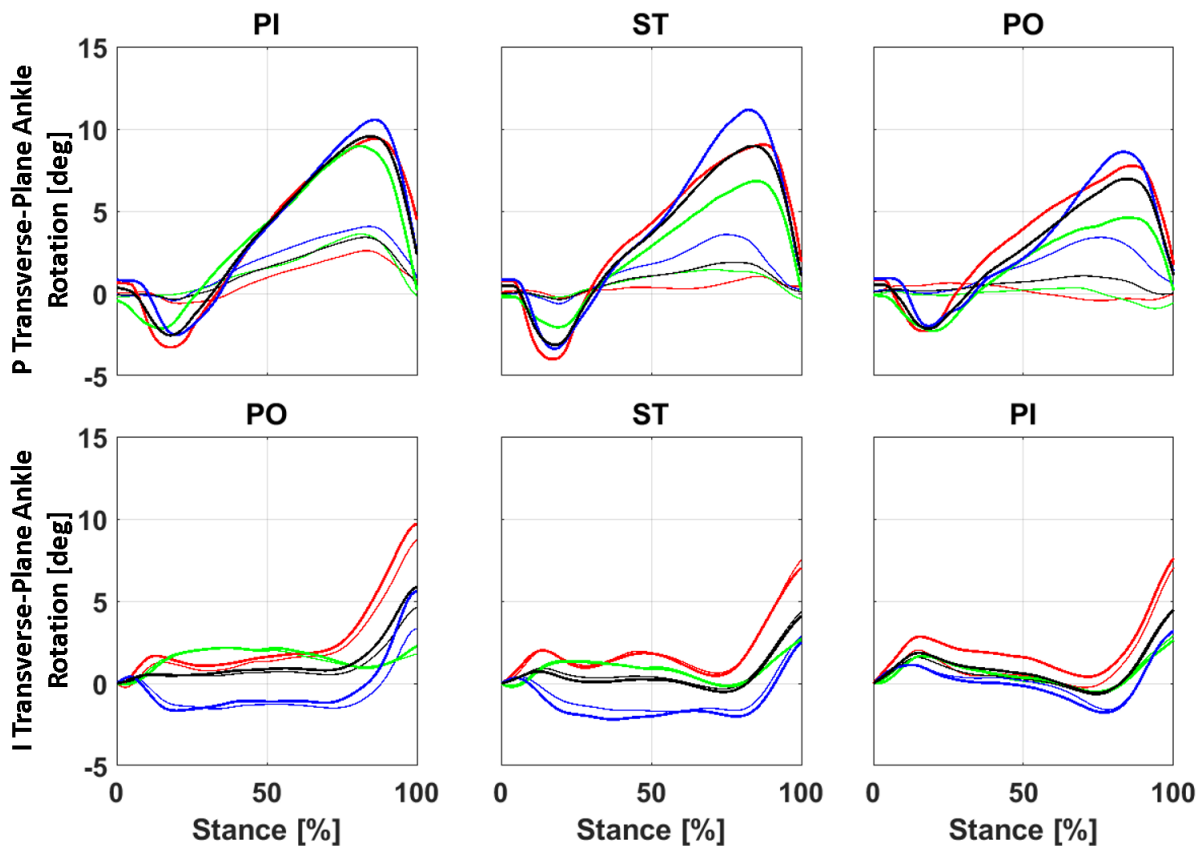 PI ST PO
P Transverse-Plane Ankle
Rotation [deg]
15
10
5
0
-5
PO ST PI
I Transverse-Plane Ankle
Rotation [deg]
15
10
5
0
-5
0 50 100 0 50 100 0 50 100
Stance [%] Stance [%] Stance [%]